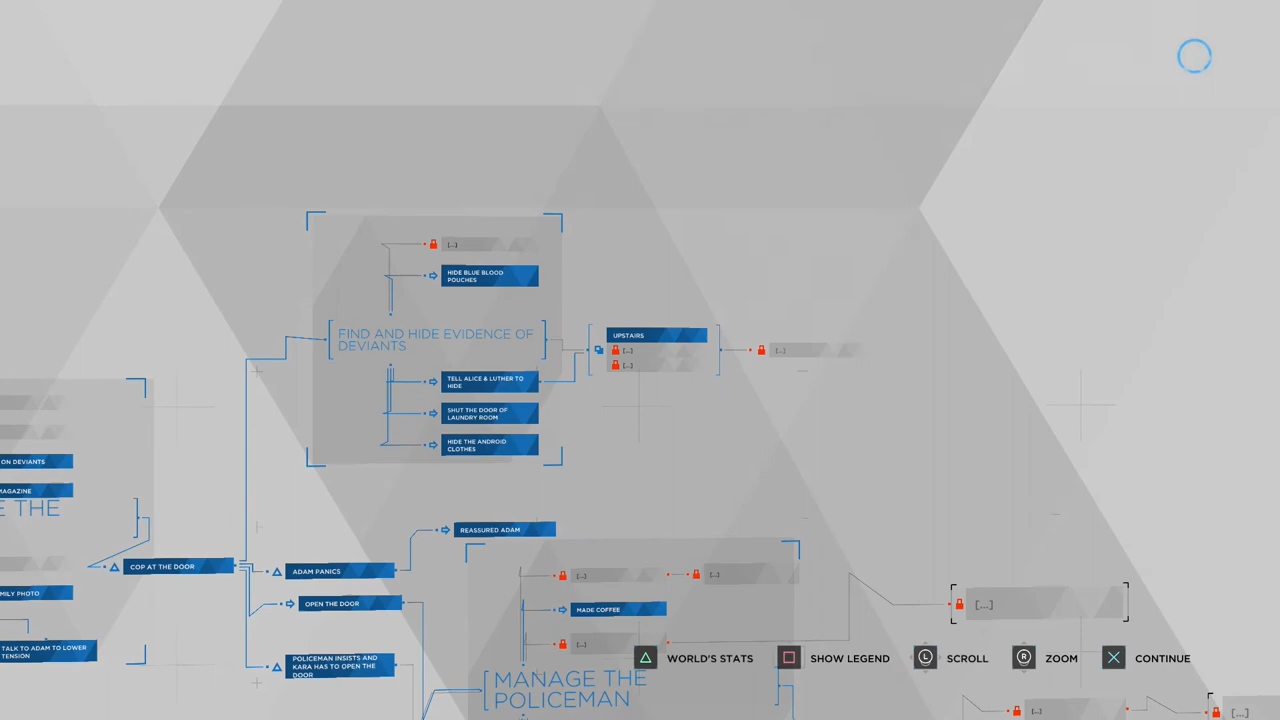 [...]
HIDE BLUE BLOOD
POUCHES
FIND AND HIDE EVIDENCE OF
DEVIANTS
UPSTAIRS
[...]
[...]
[...]
TELL ALICE & LUTHER TO
HIDE
SHUT THE DOOR OF
LAUNDRY ROOM
HIDE THE ANDROID
CLOTHES
ON DEVIANTS
MAGAZINE
E THE
COP AT THE DOOR
MILY PHOTO
TALK TO ADAM TO LOWER
TENSION
REASSURED ADAM
ADAM PANICS
OPEN THE DOOR
POLICEMAN INSISTS AND
KARA HAS TO OPEN THE
DOOR
[...]
[...]
MADE COFFEE
[...]
MANAGE THE
POLICEMAN
[...]
WORLD'S STATS
SHOW LEGEND
L
SCROLL
R
ZOOM
CONTINUE
[...]
[...]